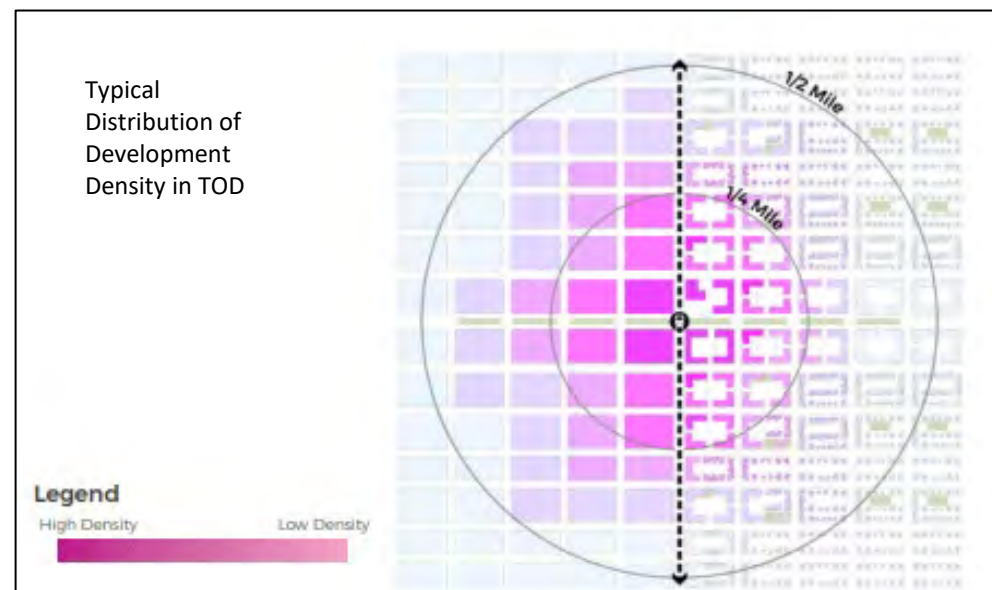 Typical
Distribution of
Development
Density in TOD
1/2 Mile
1/4 Mile
Legend
High Density
Low Density